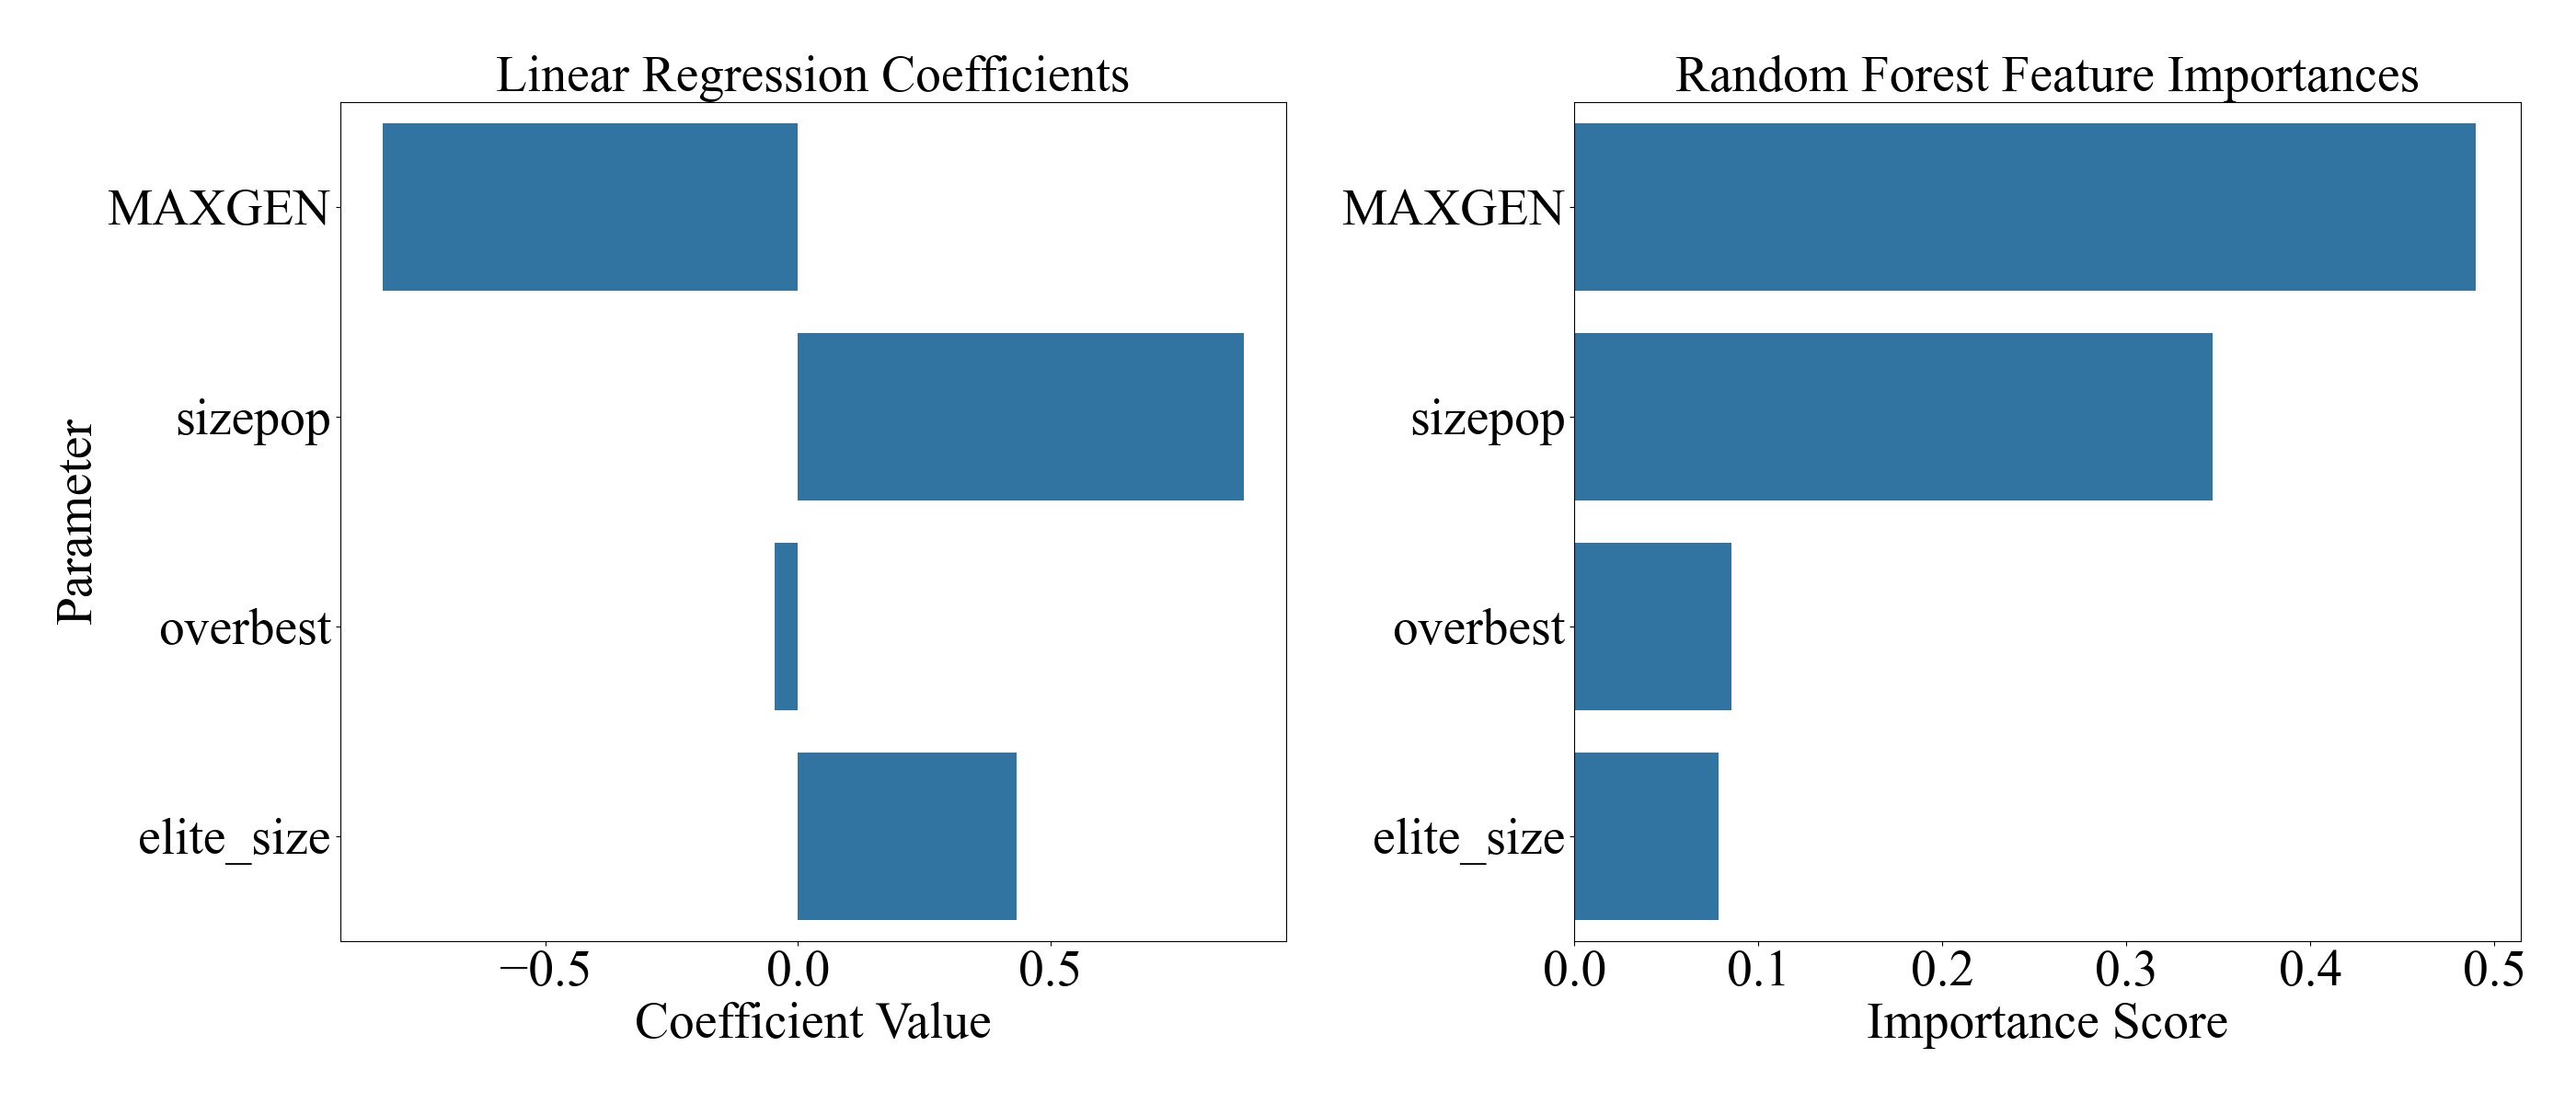 Linear Regression Coefficients
Parameter
MAXGEN
sizepop
overbest
elite_size
−0.5 0.0 0.5
Coefficient Value
Random Forest Feature Importances
MAXGEN
sizepop
overbest
elite_size
0.0 0.1 0.2 0.3 0.4 0.5
Importance Score